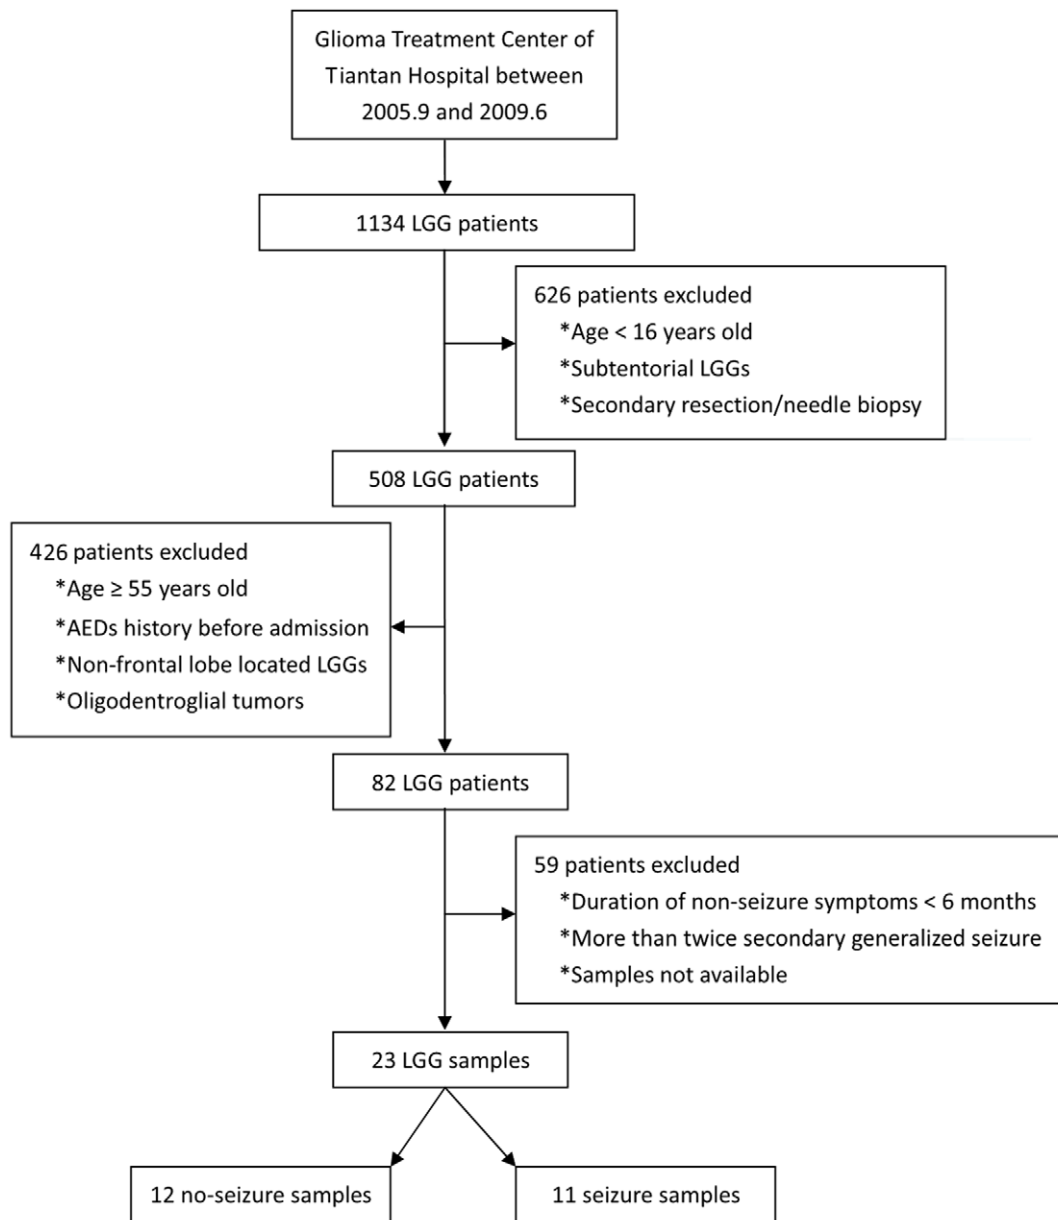 Glioma Treatment Center of
Tiantan Hospital between
2005.9 and 2009.6
1134 LGG patients
626 patients excluded
*Age < 16 years old
*Subtentorial LGGs
*Secondary resection/needle biopsy
508 LGG patients
426 patients excluded
*Age ≥ 55 years old
*AEDs history before admission
*Non-frontal lobe located LGGs
*Oligodentroglial tumors
82 LGG patients
59 patients excluded
*Duration of non-seizure symptoms < 6 months
*More than twice secondary generalized seizure
*Samples not available
23 LGG samples
12 no-seizure samples
11 seizure samples